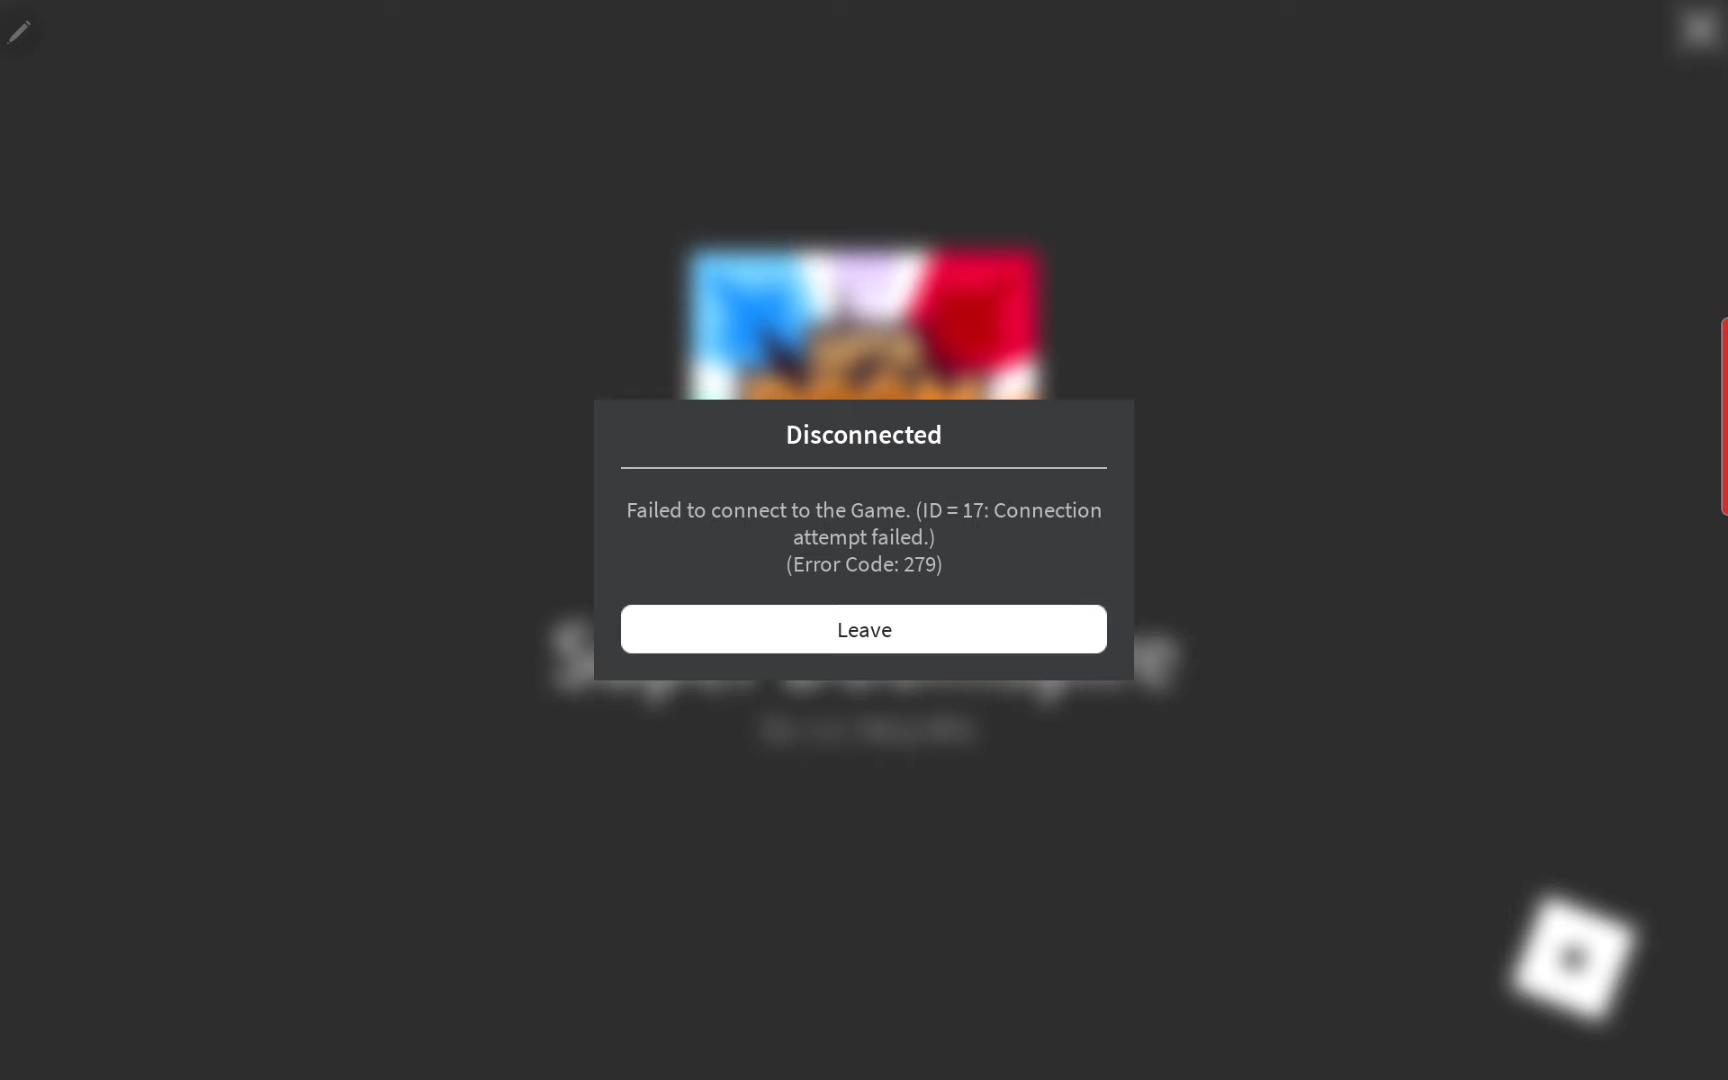 Disconnected
Failed to connect to the Game. (ID = 17: Connection
attempt failed.)
(Error Code: 279)
Leave